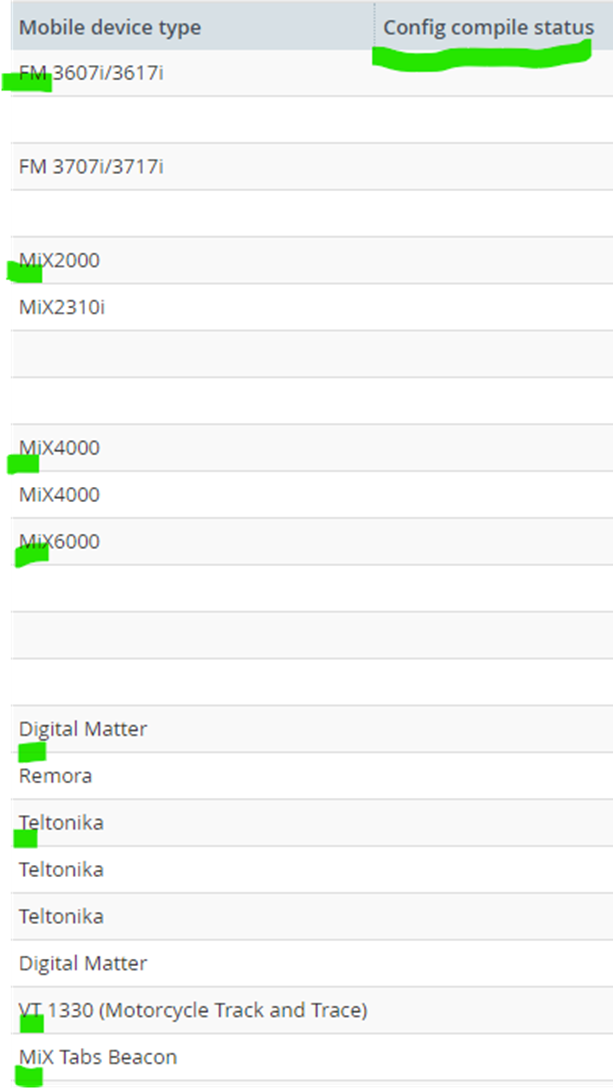 Mobile device type Config compile status
FM 3607i/3617i
FM 3707i/3717i
MiX2000
MiX2310i
MiX4000
MiX4000
MiX6000
Digital Matter
Remora
Teltonika
Teltonika
Teltonika
Digital Matter
VT 1330 (Motorcycle Track and Trace)
MiX Tabs Beacon